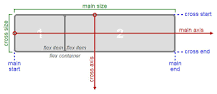 main size
cross start
cross size
1
2
main axis
flex item
flex item
cross end
flex container
main start
cross axis
main end